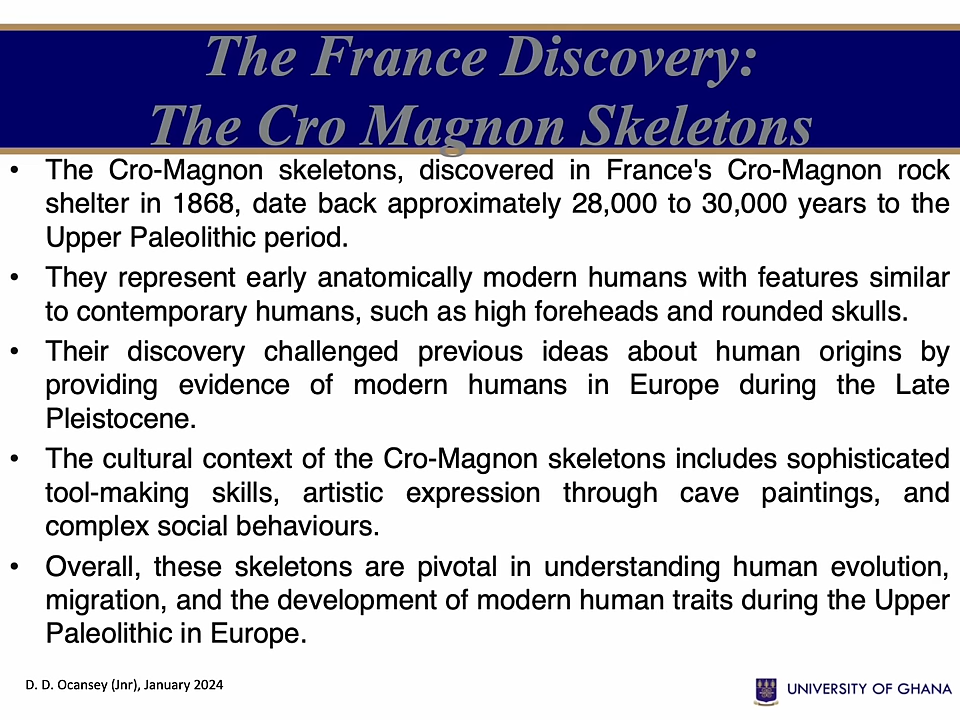 The France Discovery:
The Cro Magnon Skeletons
• The Cro-Magnon skeletons, discovered in France's Cro-Magnon rock
shelter in 1868, date back approximately 28,000 to 30,000 years to the
Upper Paleolithic period.
• They represent early anatomically modern humans with features similar
to contemporary humans, such as high foreheads and rounded skulls.
• Their discovery challenged previous ideas about human origins by
providing evidence of modern humans in Europe during the Late
Pleistocene.
• The cultural context of the Cro-Magnon skeletons includes sophisticated
tool-making skills, artistic expression through cave paintings, and
complex social behaviours.
• Overall, these skeletons are pivotal in understanding human evolution,
migration, and the development of modern human traits during the Upper
Paleolithic in Europe.
D. D. Ocansey (Jnr), January 2024
UNIVERSITY OF GHANA